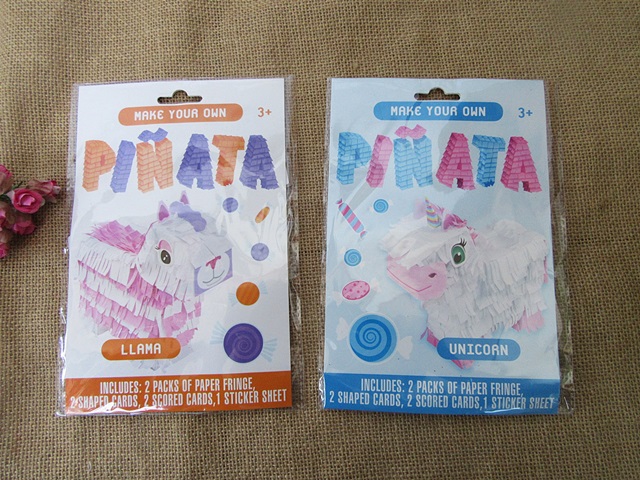 MAKE YOUR OWN
3+
PIÑATA
LLAMA
INCLUDES: 2 PACKS OF PAPER FRINGE,
2 SHAPED CARDS, 2 SCORED CARDS, 1 STICKER SHEET
MAKE YOUR OWN
3+
PIÑATA
UNICORN
INCLUDES: 2 PACKS OF PAPER FRINGE,
2 SHAPED CARDS, 2 SCORED CARDS, 1 STICKER SHEET